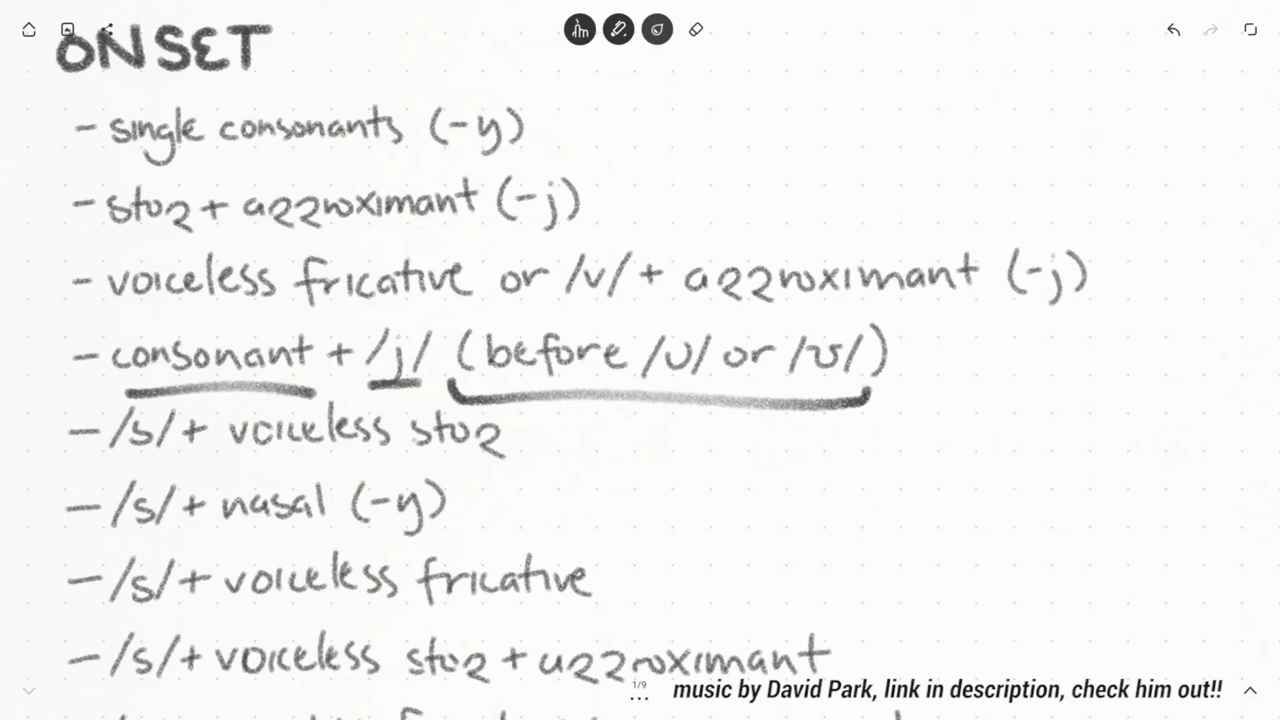 ONSET
- single consonants (-y)
- stop + approximant (-j)
- voiceless fricative or /v/ + approximant (-j)
- consonant + /j/ (before /u/ or /ʊ/)
- /s/ + voiceless stop
- /s/ + nasal (-y)
- /s/ + voiceless fricative
- /s/ + voiceless stop + approximant
1/9
music by David Park, link in description, check him out!!